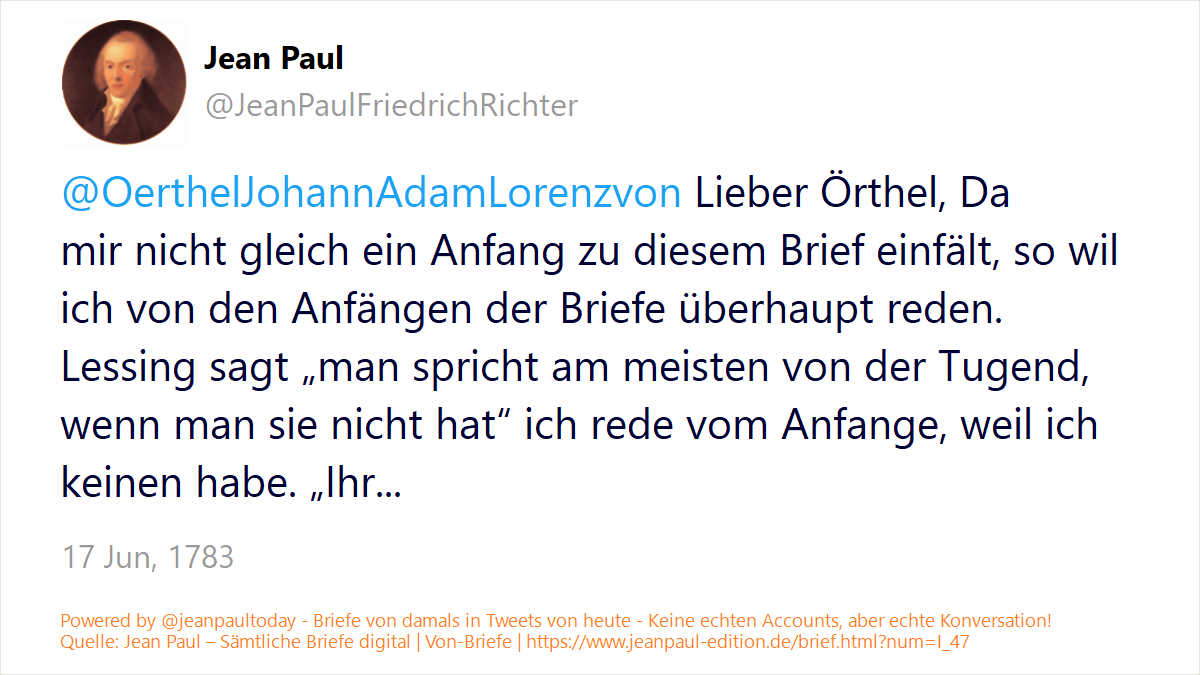 Jean Paul
@JeanPaulFriedrichRichter
@OerthelJohannAdamLorenzvon Lieber Örthel, Da
mir nicht gleich ein Anfang zu diesem Brief einfält, so wil
ich von den Anfängen der Briefe überhaupt reden.
Lessing sagt „man spricht am meisten von der Tugend,
wenn man sie nicht hat“ ich rede vom Anfange, weil ich
keinen habe. „Ihr...
17 Jun, 1783
Powered by @jeanpaultoday - Briefe von damals in Tweets von heute - Keine echten Accounts, aber echte Konversation!
Quelle: Jean Paul – Sämtliche Briefe digital | Von-Briefe | https://www.jeanpaul-edition.de/brief.html?num=I_47